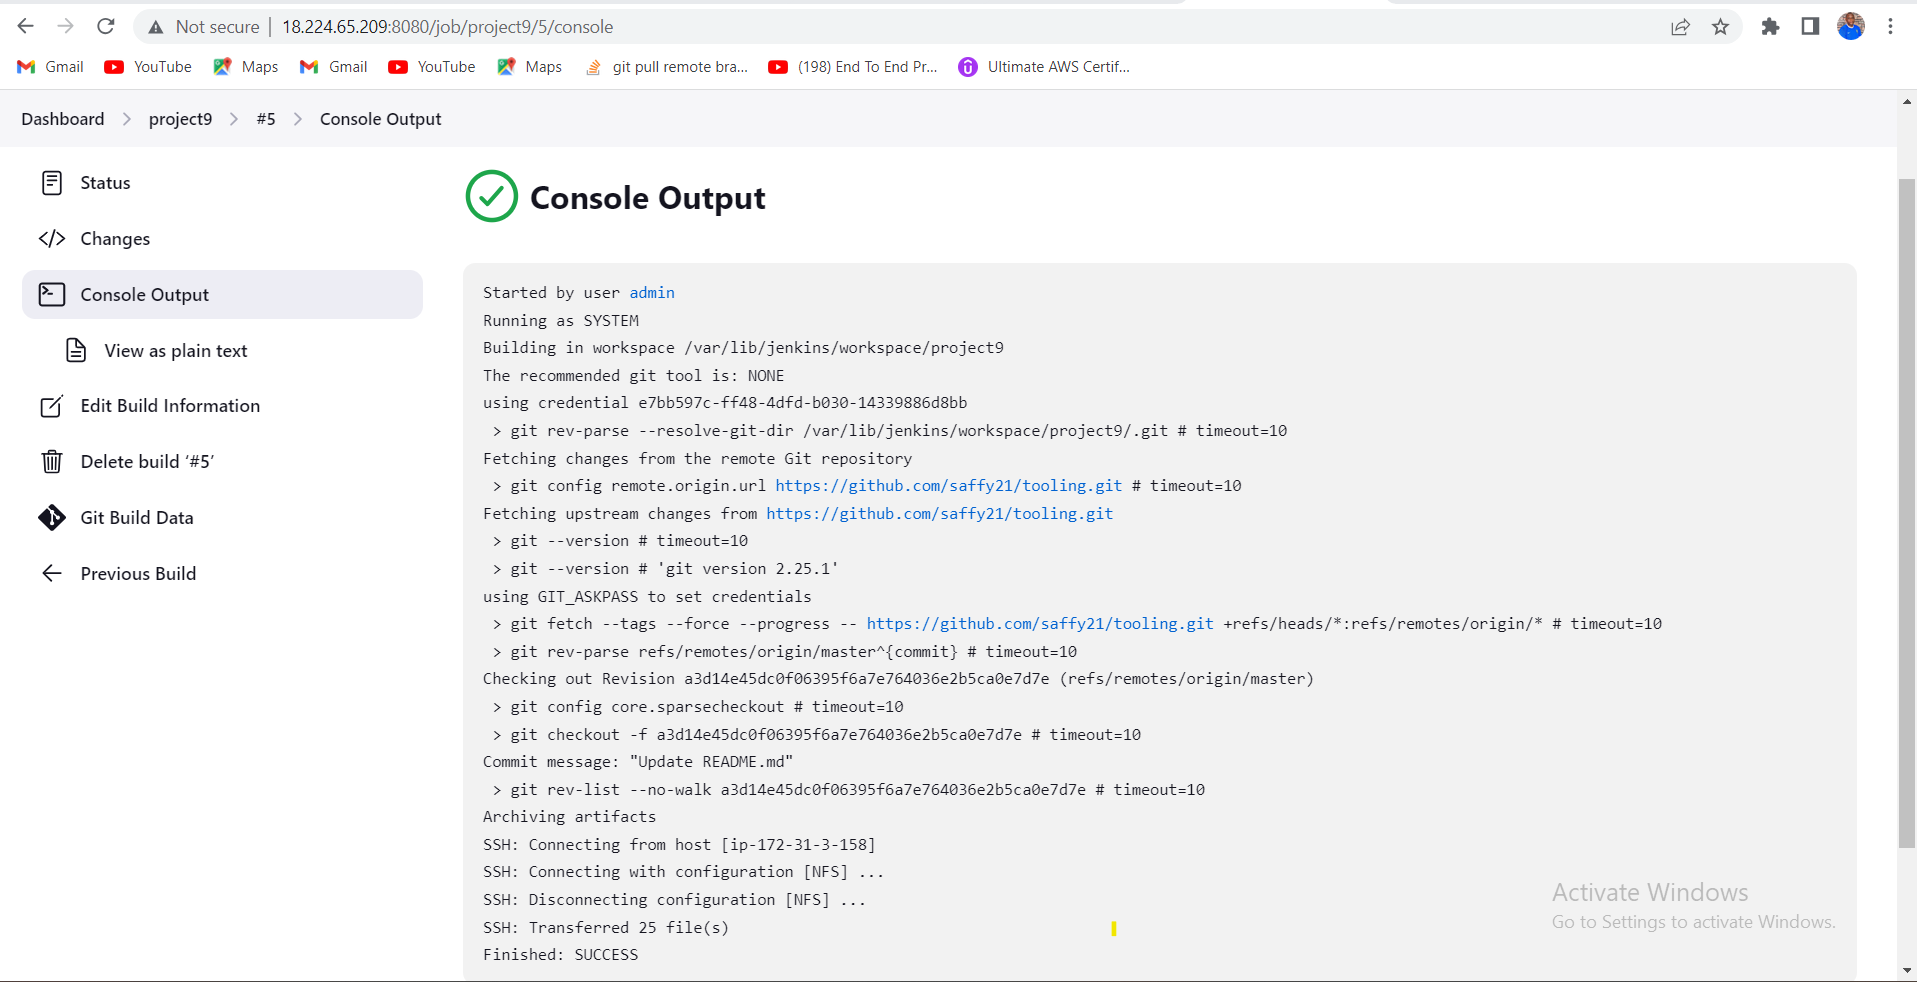 Not secure | 18.224.65.209:8080/job/project9/5/console
Gmail YouTube Maps Gmail YouTube Maps git pull remote bra... (198) End To End Pr... Ultimate AWS Certif...
Dashboard > project9 > #5 > Console Output
Status
Changes
Console Output
View as plain text
Edit Build Information
Delete build ‘#5’
Git Build Data
Previous Build
Console Output
Started by user admin
Running as SYSTEM
Building in workspace /var/lib/jenkins/workspace/project9
The recommended git tool is: NONE
using credential e7bb597c-ff48-4dfd-b030-14339886d8bb
> git rev-parse --resolve-git-dir /var/lib/jenkins/workspace/project9/.git # timeout=10
Fetching changes from the remote Git repository
> git config remote.origin.url https://github.com/saffy21/tooling.git # timeout=10
Fetching upstream changes from https://github.com/saffy21/tooling.git
> git --version # timeout=10
> git --version # 'git version 2.25.1'
using GIT_ASKPASS to set credentials
> git fetch --tags --force --progress -- https://github.com/saffy21/tooling.git +refs/heads/*:refs/remotes/origin/* # timeout=10
> git rev-parse refs/remotes/origin/master^{commit} # timeout=10
Checking out Revision a3d14e45dc0f06395f6a7e764036e2b5ca0e7d7e (refs/remotes/origin/master)
> git config core.sparsecheckout # timeout=10
> git checkout -f a3d14e45dc0f06395f6a7e764036e2b5ca0e7d7e # timeout=10
Commit message: "Update README.md"
> git rev-list --no-walk a3d14e45dc0f06395f6a7e764036e2b5ca0e7d7e # timeout=10
Archiving artifacts
SSH: Connecting from host [ip-172-31-3-158]
SSH: Connecting with configuration [NFS] ...
SSH: Disconnecting configuration [NFS] ...
SSH: Transferred 25 file(s)
Finished: SUCCESS
Activate Windows
Go to Settings to activate Windows.